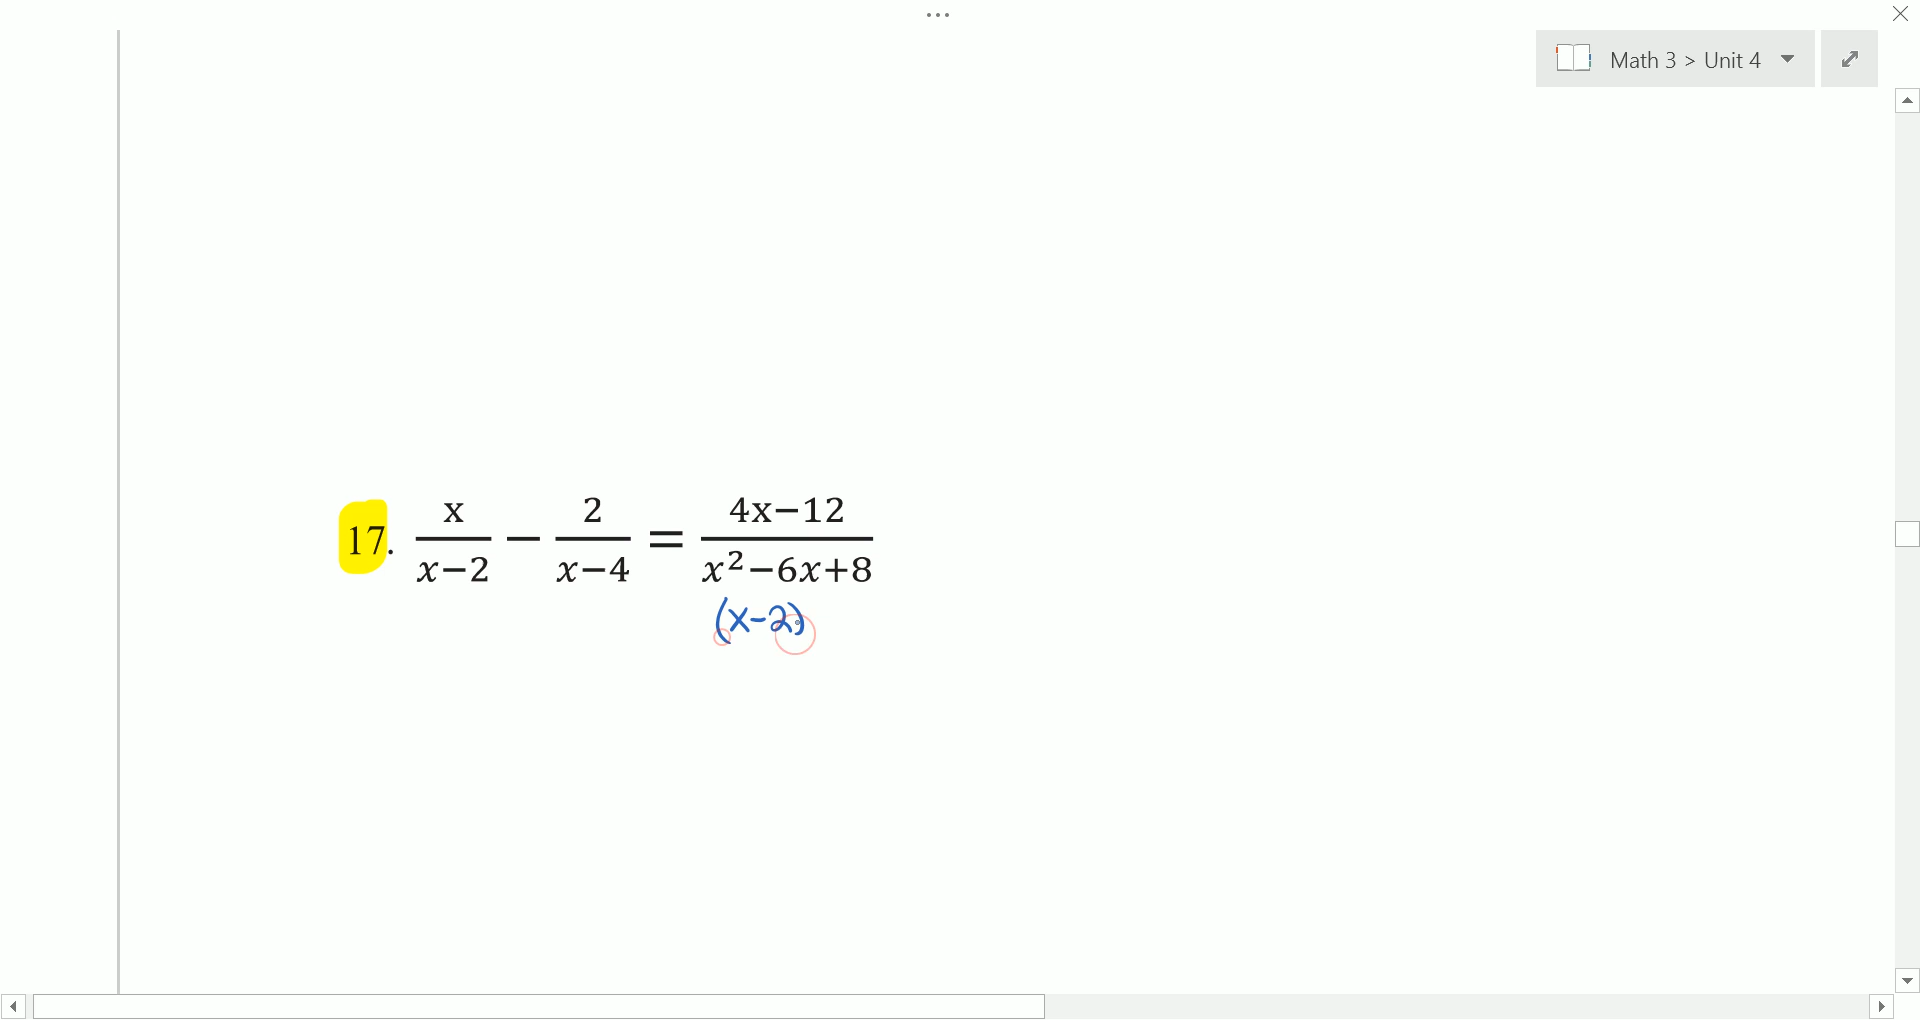 Math 3 > Unit 4
17. x/(x−2) − 2/(x−4) = (4x−12)/(x²−6x+8)
(x-2)